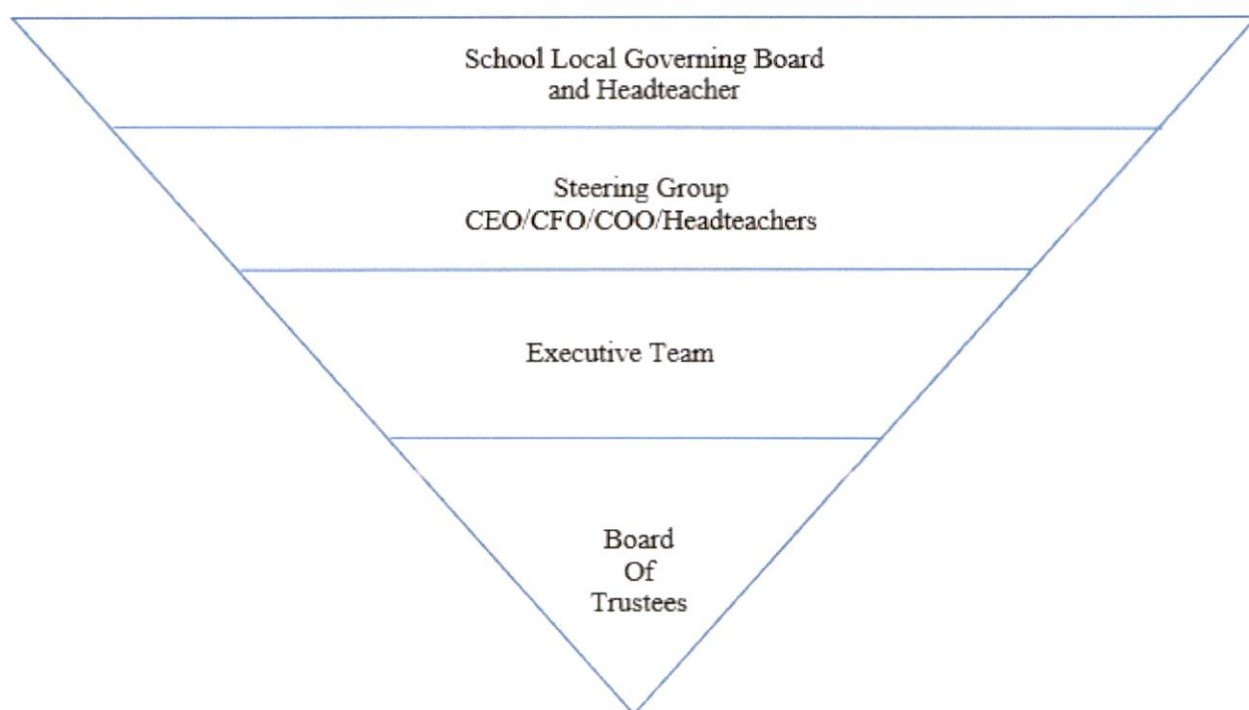 School Local Governing Board
and Headteacher
Steering Group
CEO/CFO/COO/Headteachers
Executive Team
Board
Of
Trustees